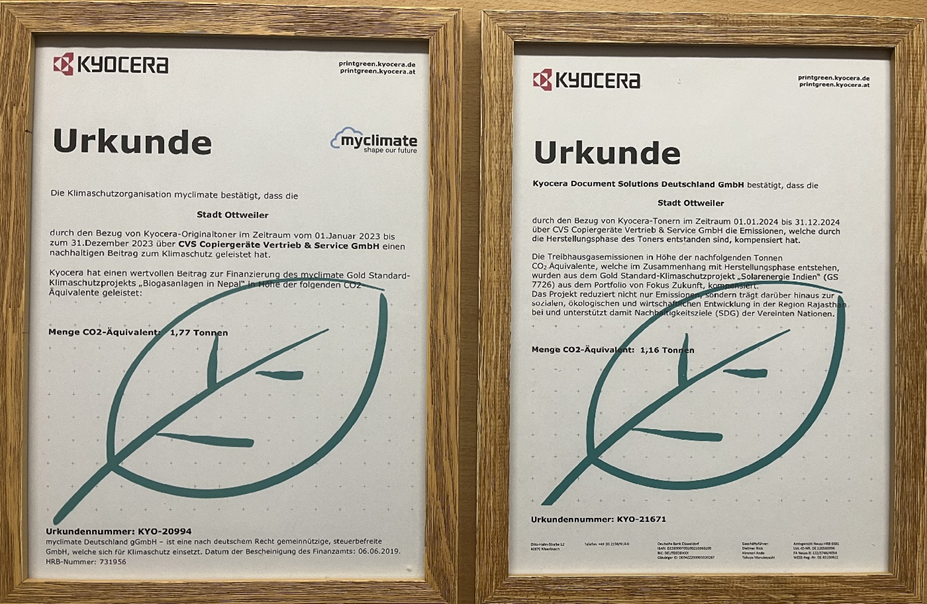 KYOCERA
printgreen.kyocera.de
printgreen.kyocera.at
Urkunde
myclimate
shape our future
Die Klimaschutzorganisation myclimate bestätigt, dass die
Stadt Ottweiler
durch den Bezug von Kyocera-Originaltoner im Zeitraum vom 01.Januar 2023 bis
zum 31.Dezember 2023 über CVS Copiergeräte Vertrieb & Service GmbH einen
nachhaltigen Beitrag zum Klimaschutz geleistet hat.
Kyocera hat einen wertvollen Beitrag zur Finanzierung des myclimate Gold Standard-
Klimaschutzprojekts „Biogasanlagen in Nepal" in Höhe der folgenden CO2
Äquivalente geleistet:
Menge CO2-Äquivalent: 1,77 Tonnen
Urkundennummer: KYO-20994
myclimate Deutschland gGmbH – ist eine nach deutschem Recht gemeinnützige, steuerbefreite
GmbH, welche sich für Klimaschutz einsetzt. Datum der Bescheinigung des Finanzamts: 06.06.2019.
HRB-Nummer: 731956
KYOCERA
printgreen.kyocera.de
printgreen.kyocera.at
Urkunde
Kyocera Document Solutions Deutschland GmbH bestätigt, dass die
Stadt Ottweiler
durch den Bezug von Kyocera-Tonern im Zeitraum 01.01.2024 bis 31.12.2024
über CVS Copiergeräte Vertrieb & Service GmbH die Emissionen, welche durch
die Herstellungsphase des Toners entstanden sind, kompensiert hat.
Die Treibhausgasemissionen in Höhe der nachfolgenden Tonnen
CO₂ Äquivalente, welche im Zusammenhang mit Herstellungsphase entstehen,
wurden aus dem Gold Standard-Klimaschutzprojekt „Solarenergie Indien" (GS
7726) aus dem Portfolio von Fokus Zukunft, kompensiert.
Das Projekt reduziert nicht nur Emissionen, sondern trägt darüber hinaus zur
sozialen, ökologischen und wirtschaftlichen Entwicklung in der Region Rajasthan
bei und unterstützt damit Nachhaltigkeitsziele (SDG) der Vereinten Nationen.
Menge CO2-Äquivalent: 1,16 Tonnen
Urkundennummer: KYO-21671